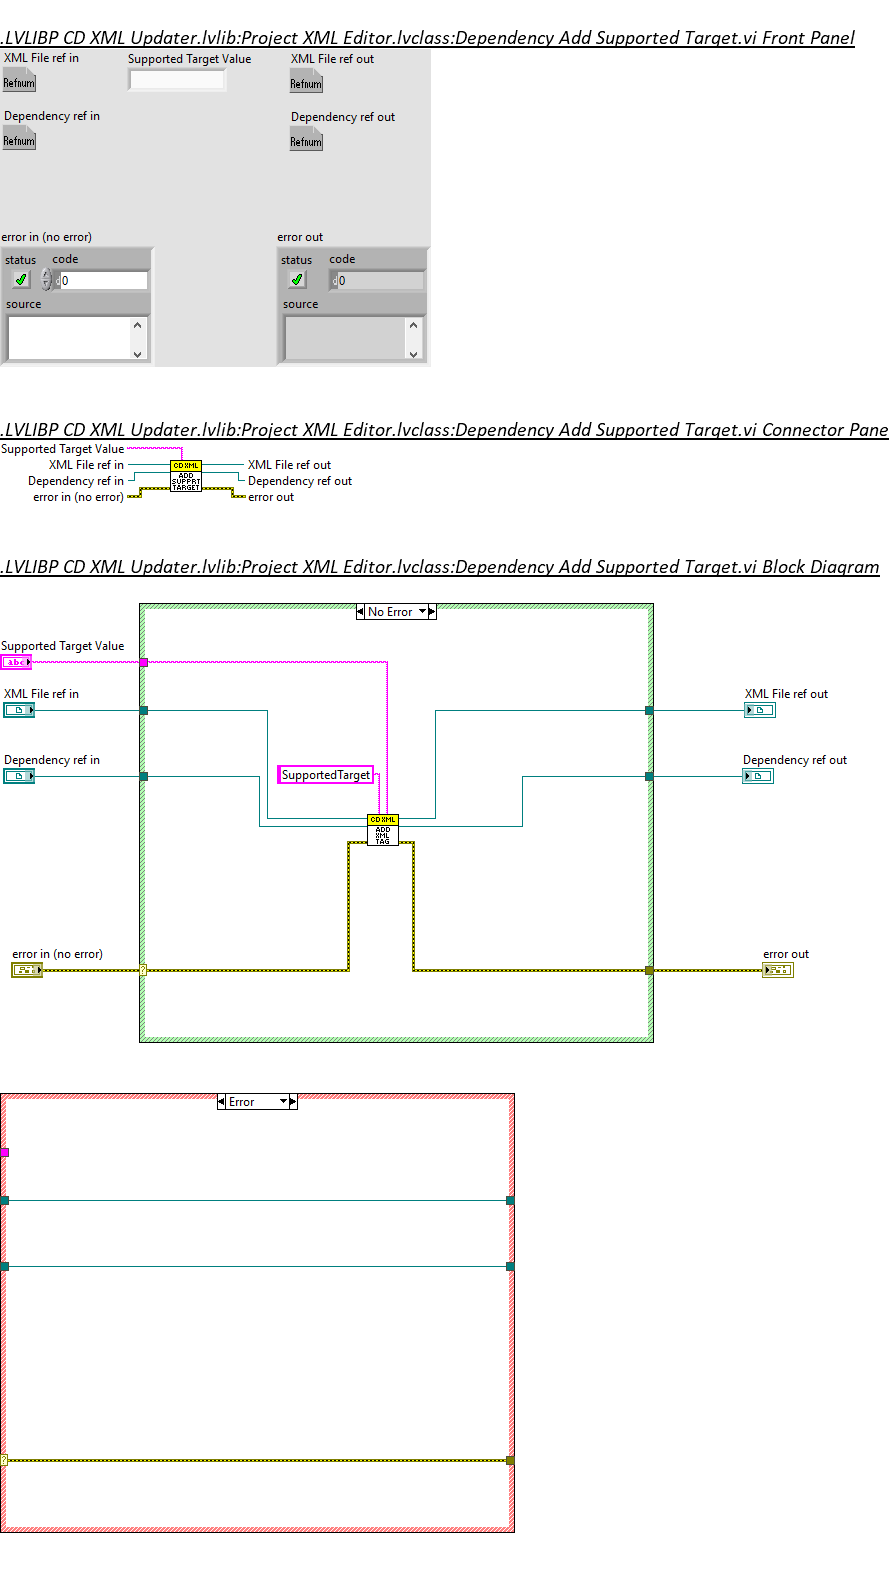 .LVLIBP CD XML Updater.lvlib:Project XML Editor.lvclass:Dependency Add Supported Target.vi Front Panel
XML File ref in
Supported Target Value
XML File ref out
Refnum
Refnum
Dependency ref in
Dependency ref out
Refnum
Refnum
error in (no error)
error out
status
code
status
code
d
0
d
0
source
source
.LVLIBP CD XML Updater.lvlib:Project XML Editor.lvclass:Dependency Add Supported Target.vi Connector Pane
Supported Target Value
XML File ref in
XML File ref out
Dependency ref in
Dependency ref out
error in (no error)
error out
CD XML
ADD
SUPPRT
TARGET
.LVLIBP CD XML Updater.lvlib:Project XML Editor.lvclass:Dependency Add Supported Target.vi Block Diagram
No Error
Supported Target Value
abc
XML File ref in
XML File ref out
Dependency ref in
Dependency ref out
SupportedTarget
CD XML
ADD
XML
TAG
error in (no error)
error out
?
Error
?